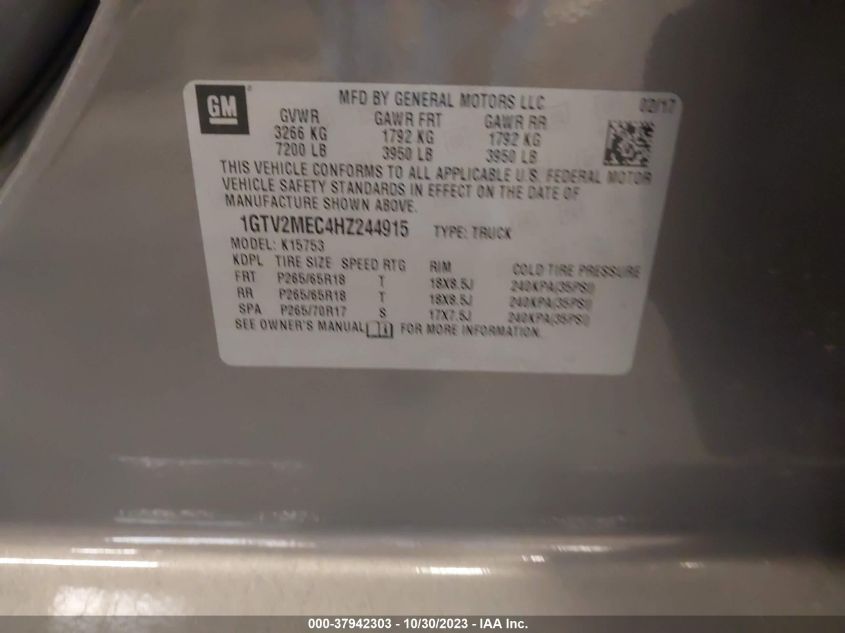 GM
MFD BY GENERAL MOTORS LLC 02/17
GVWR GAWR FRT GAWR RR
3266 KG 1792 KG 1792 KG
7200 LB 3950 LB 3950 LB
THIS VEHICLE CONFORMS TO ALL APPLICABLE U.S. FEDERAL MOTOR
VEHICLE SAFETY STANDARDS IN EFFECT ON THE DATE OF
MANUFACTURE SHOWN ABOVE.
1GTV2MEC4HZ244915 TYPE: TRUCK
MODEL: K15753
KDPL TIRE SIZE SPEED RTG RIM COLD TIRE PRESSURE
FRT P265/65R18 T 18X8.5J 240KPA(35PSI)
RR P265/65R18 T 18X8.5J 240KPA(35PSI)
SPA P265/70R17 S 17X7.5J 240KPA(35PSI)
SEE OWNER'S MANUAL FOR MORE INFORMATION.
000-37942303 - 10/30/2023 - IAA Inc.